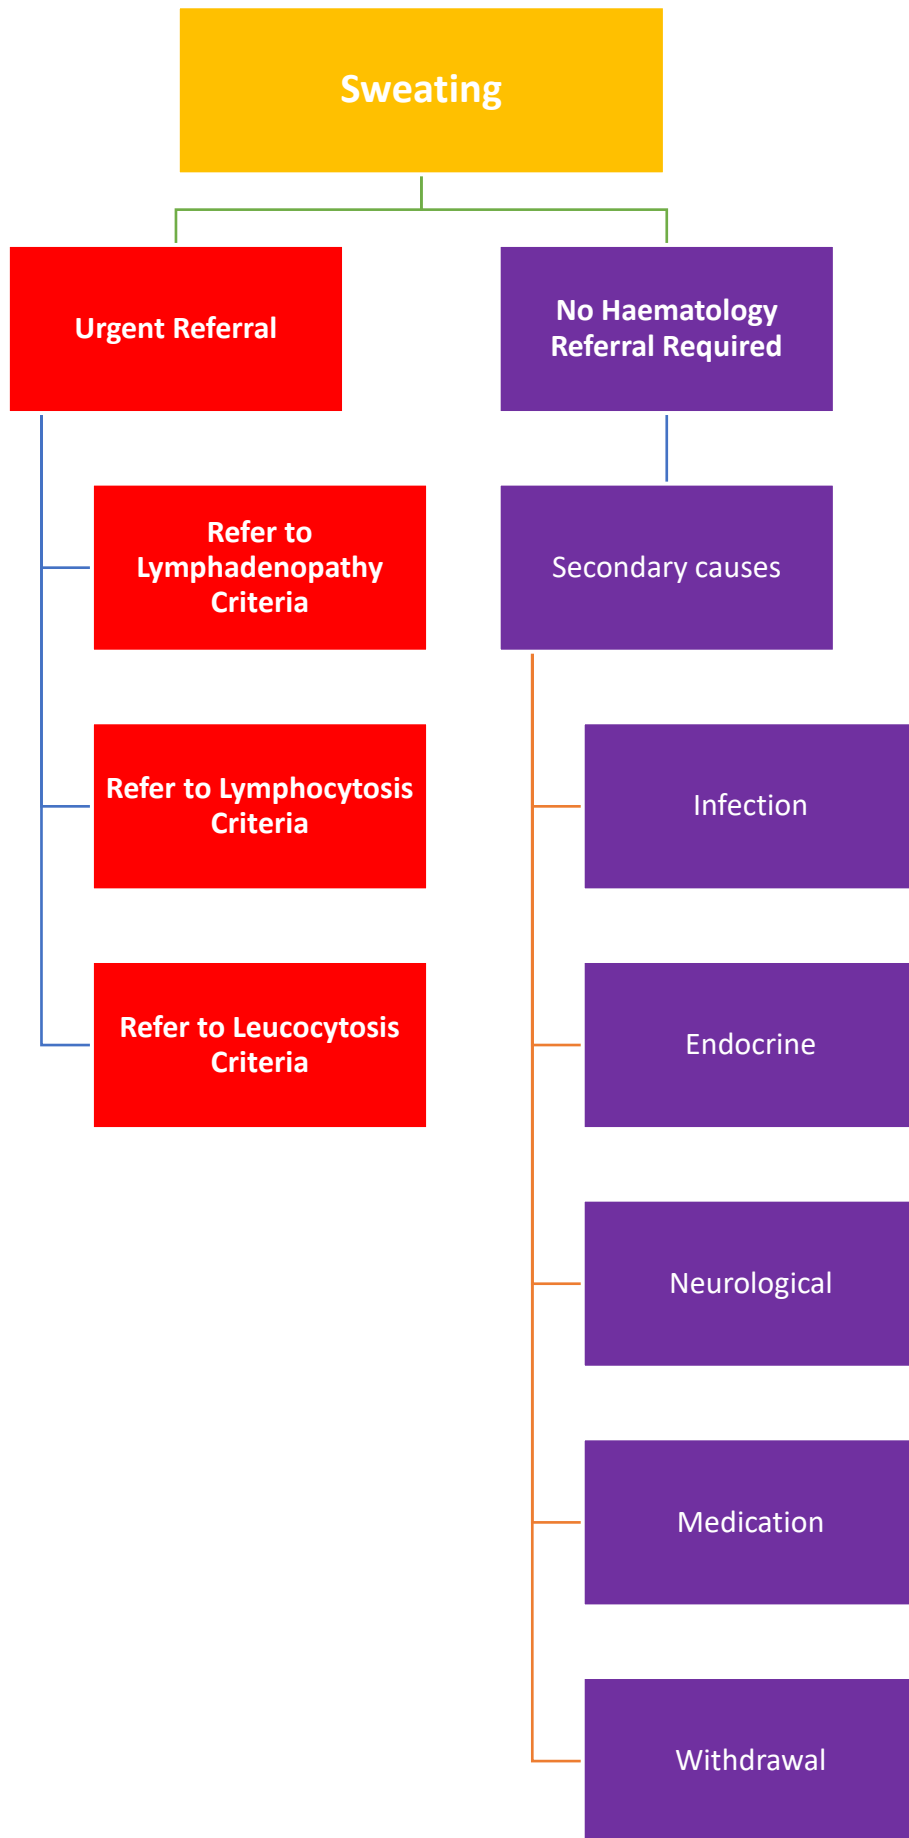 Sweating
Urgent Referral
No Haematology
Referral Required
Refer to
Lymphadenopathy
Criteria
Secondary causes
Refer to Lymphocytosis
Criteria
Infection
Refer to Leucocytosis
Criteria
Endocrine
Neurological
Medication
Withdrawal